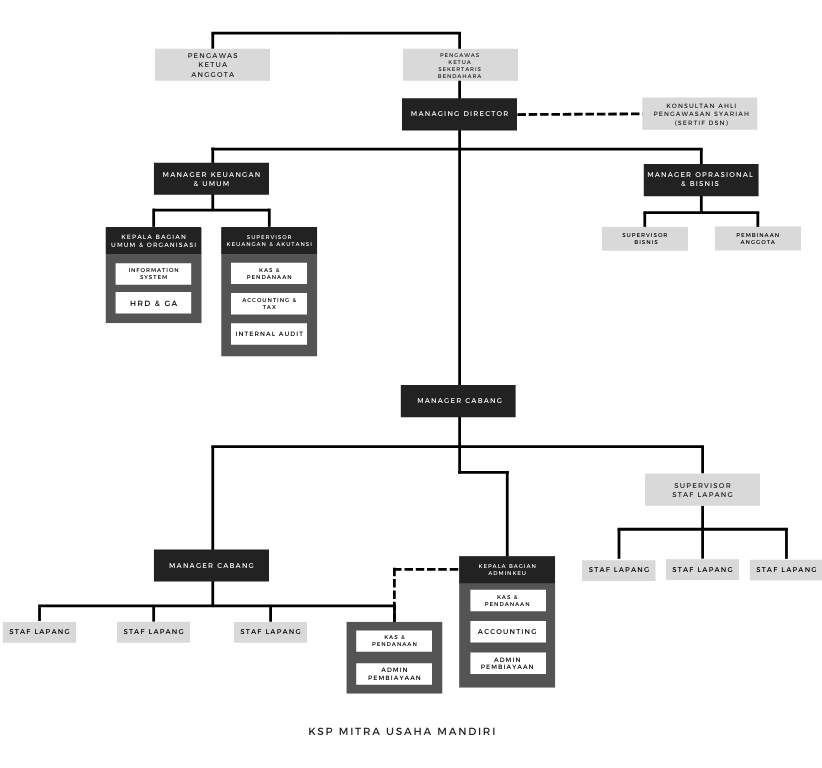 PENGAWAS
KETUA
ANGGOTA
PENGAWAS
KETUA
SEKERTARIS
BENDAHARA
MANAGING DIRECTOR
KONSULTAN AHLI
PENGAWASAN SYARIAH
(SERTIF DSN)
MANAGER KEUANGAN
& UMUM
MANAGER OPRASIONAL
& BISNIS
KEPALA BAGIAN
UMUM & ORGANISASI
INFORMATION
SYSTEM
HRD & GA
SUPERVISOR
KEUANGAN & AKUTANSI
KAS &
PENDANAAN
ACCOUNTING &
TAX
INTERNAL AUDIT
SUPERVISOR
BISNIS
PEMBINAAN
ANGGOTA
MANAGER CABANG
SUPERVISOR
STAF LAPANG
STAF LAPANG
STAF LAPANG
STAF LAPANG
MANAGER CABANG
STAF LAPANG
STAF LAPANG
STAF LAPANG
KAS &
PENDANAAN
ADMIN
PEMBIAYAAN
KEPALA BAGIAN
ADMINKEU
KAS &
PENDANAAN
ACCOUNTING
ADMIN
PEMBIAYAAN
KSP MITRA USAHA MANDIRI